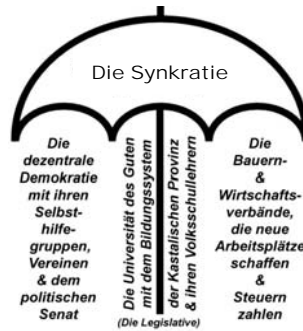 Die Synkratie
Die
dezentrale
Demokratie
mit ihren
Selbst-
hilfe-
gruppen,
Vereinen
& dem
politischen
Senat
Die Universität des Guten
mit dem Bildungssystem
der Kastalischen Provinz
& ihren Volksschullehrern
(Die Legislative)
Die
Bauern-
&
Wirtschafts-
verbände,
die neue
Arbeitsplätze
schaffen
&
Steuern
zahlen